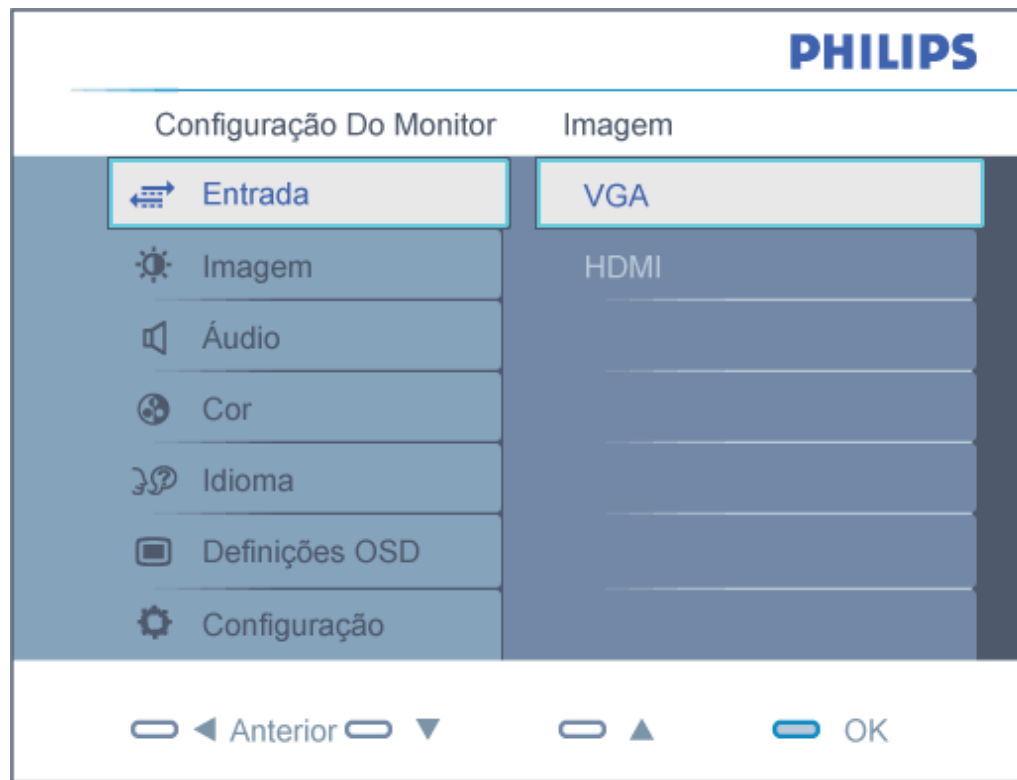 PHILIPS
Configuração Do Monitor Imagem
Entrada VGA
Imagem HDMI
Áudio
Cor
Idioma
Definições OSD
Configuração
Anterior OK